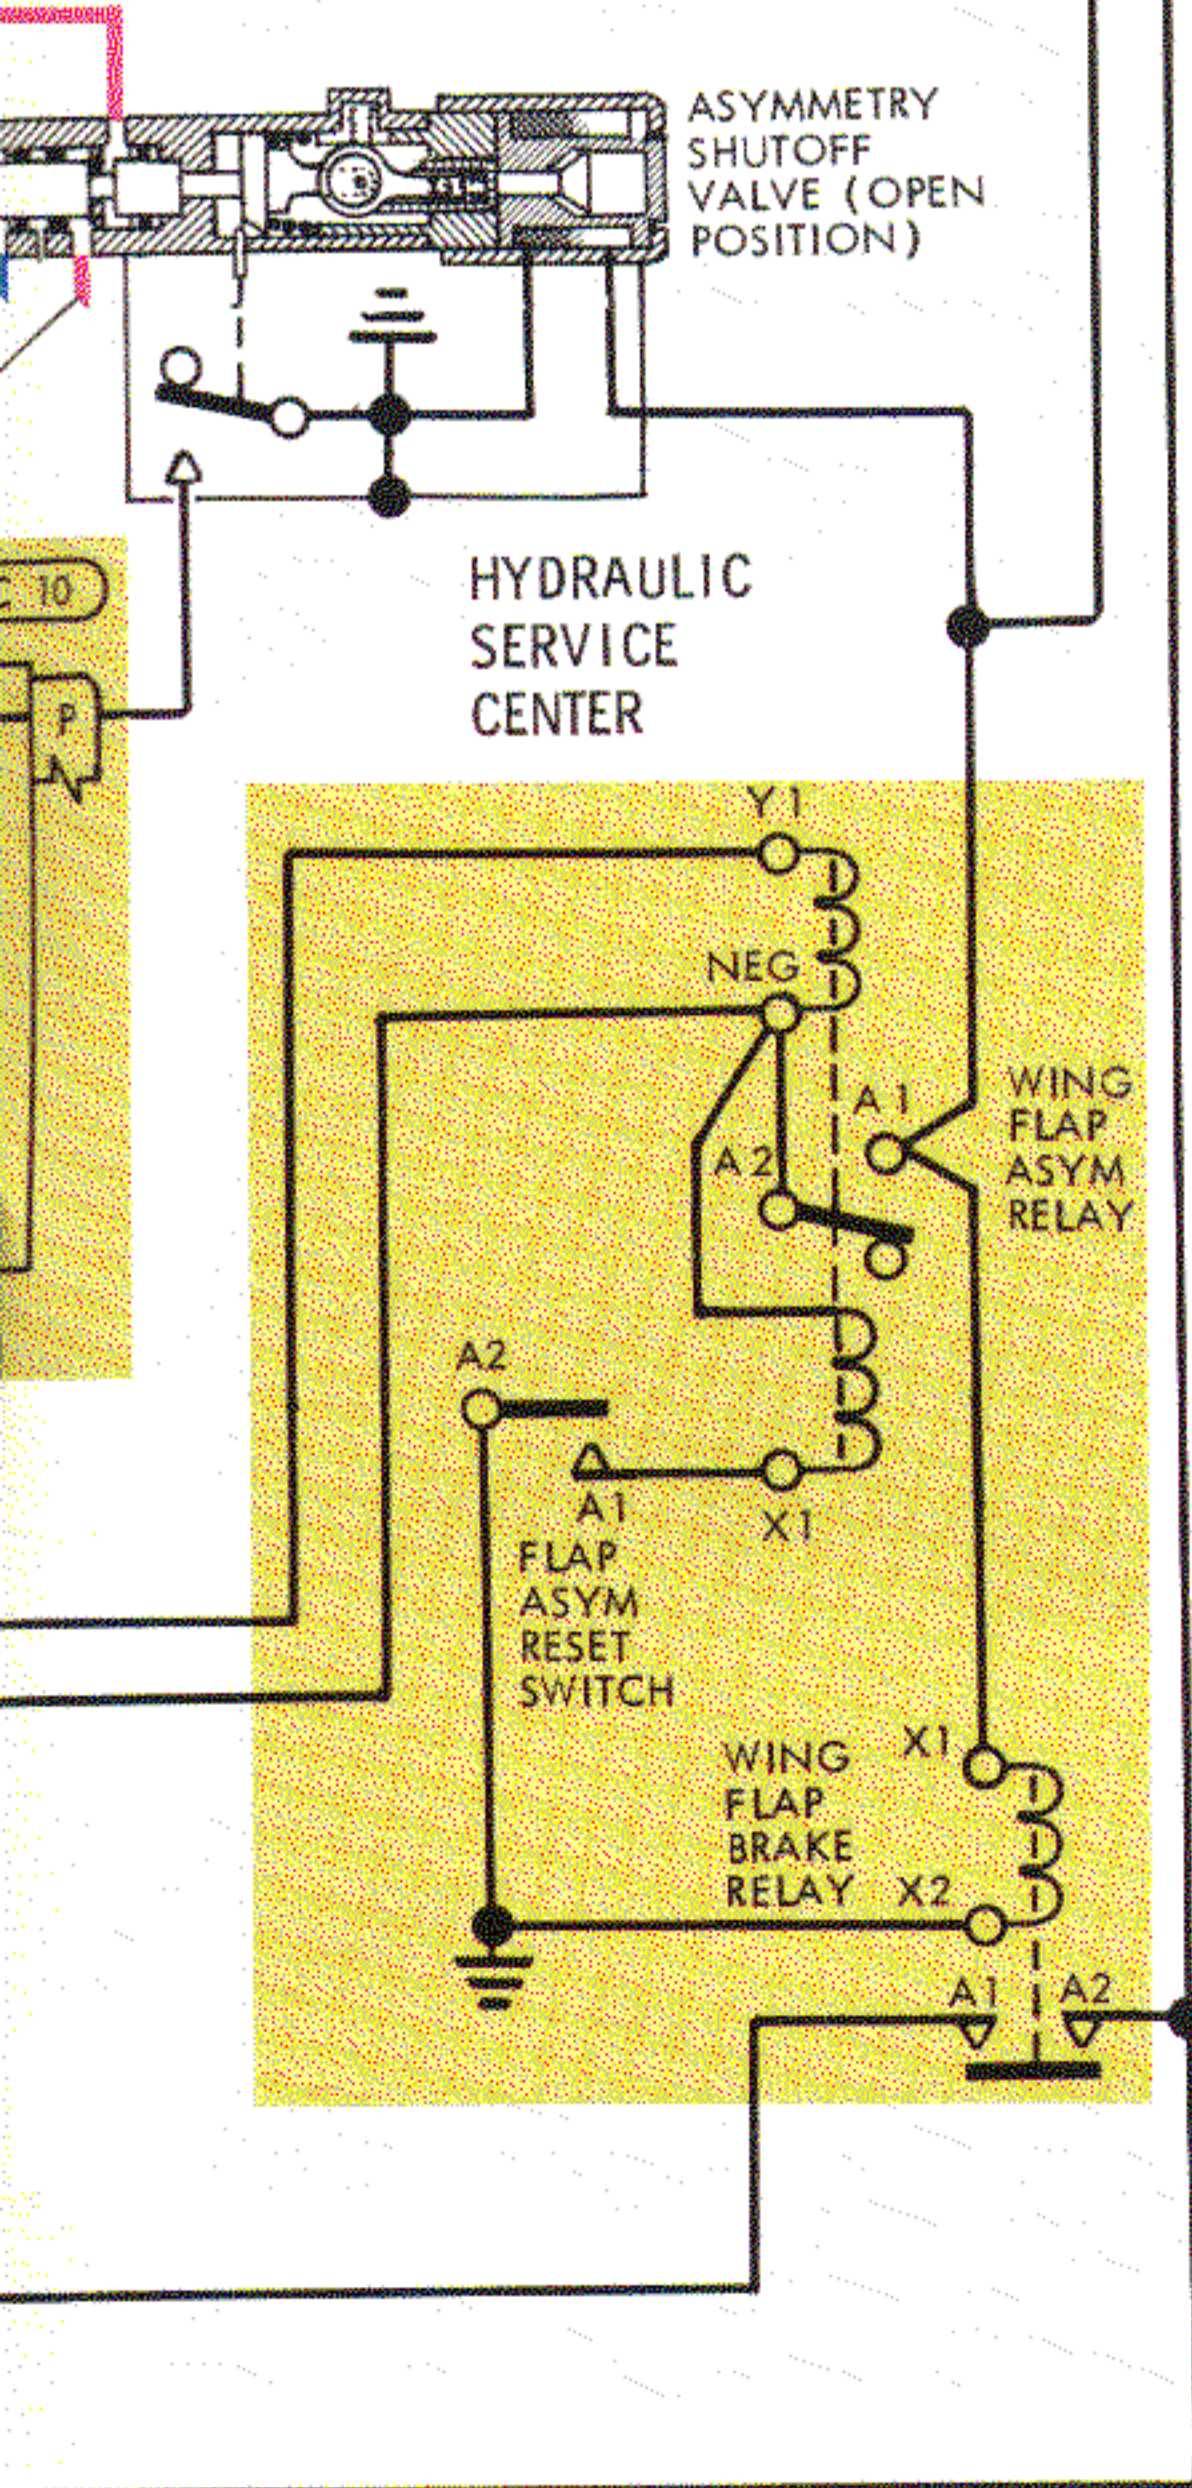 ASYMMETRY
SHUTOFF
VALVE (OPEN
POSITION)
HYDRAULIC
SERVICE
CENTER
C 10
P
Y1
NEG
A1
A2
WING
FLAP
ASYM
RELAY
A2
A1
X1
FLAP
ASYM
RESET
SWITCH
WING
FLAP
BRAKE
RELAY
X1
X2
A1
A2